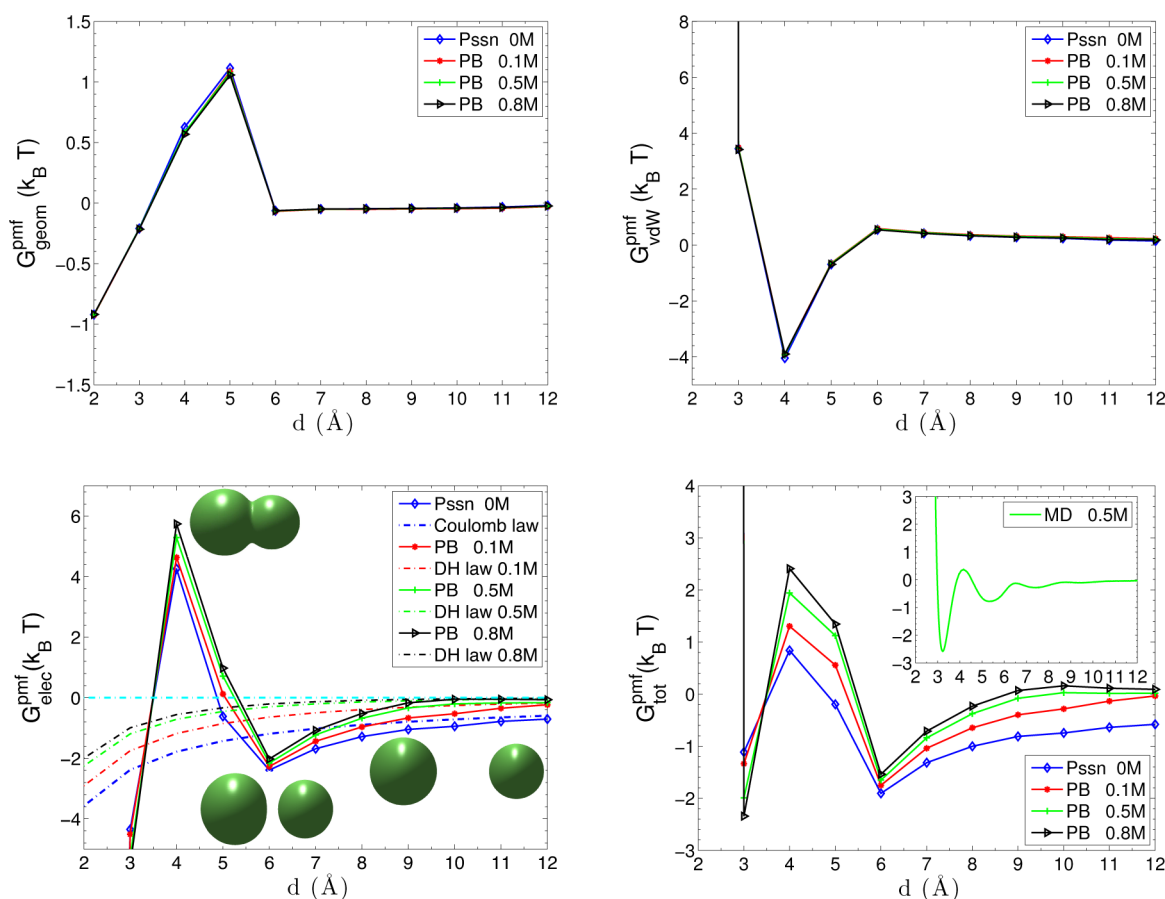 1.5
1
0.5
0
−0.5
−1
−1.5
G^pmf_geom (k_B T)
2 3 4 5 6 7 8 9 10 11 12
d (Å)
Pssn 0M
PB 0.1M
PB 0.5M
PB 0.8M
8
6
4
2
0
−2
−4
G^pmf_vdW (k_B T)
2 3 4 5 6 7 8 9 10 11 12
d (Å)
Pssn 0M
PB 0.1M
PB 0.5M
PB 0.8M
6
4
2
0
−2
−4
G^pmf_elec (k_B T)
2 3 4 5 6 7 8 9 10 11 12
d (Å)
Pssn 0M
Coulomb law
PB 0.1M
DH law 0.1M
PB 0.5M
DH law 0.5M
PB 0.8M
DH law 0.8M
4
3
2
1
0
−1
−2
−3
G^pmf_tot (k_B T)
2 3 4 5 6 7 8 9 10 11 12
d (Å)
3
2
1
0
−1
−2
−3
2 3 4 5 6 7 8 9 10 11 12
MD 0.5M
Pssn 0M
PB 0.1M
PB 0.5M
PB 0.8M